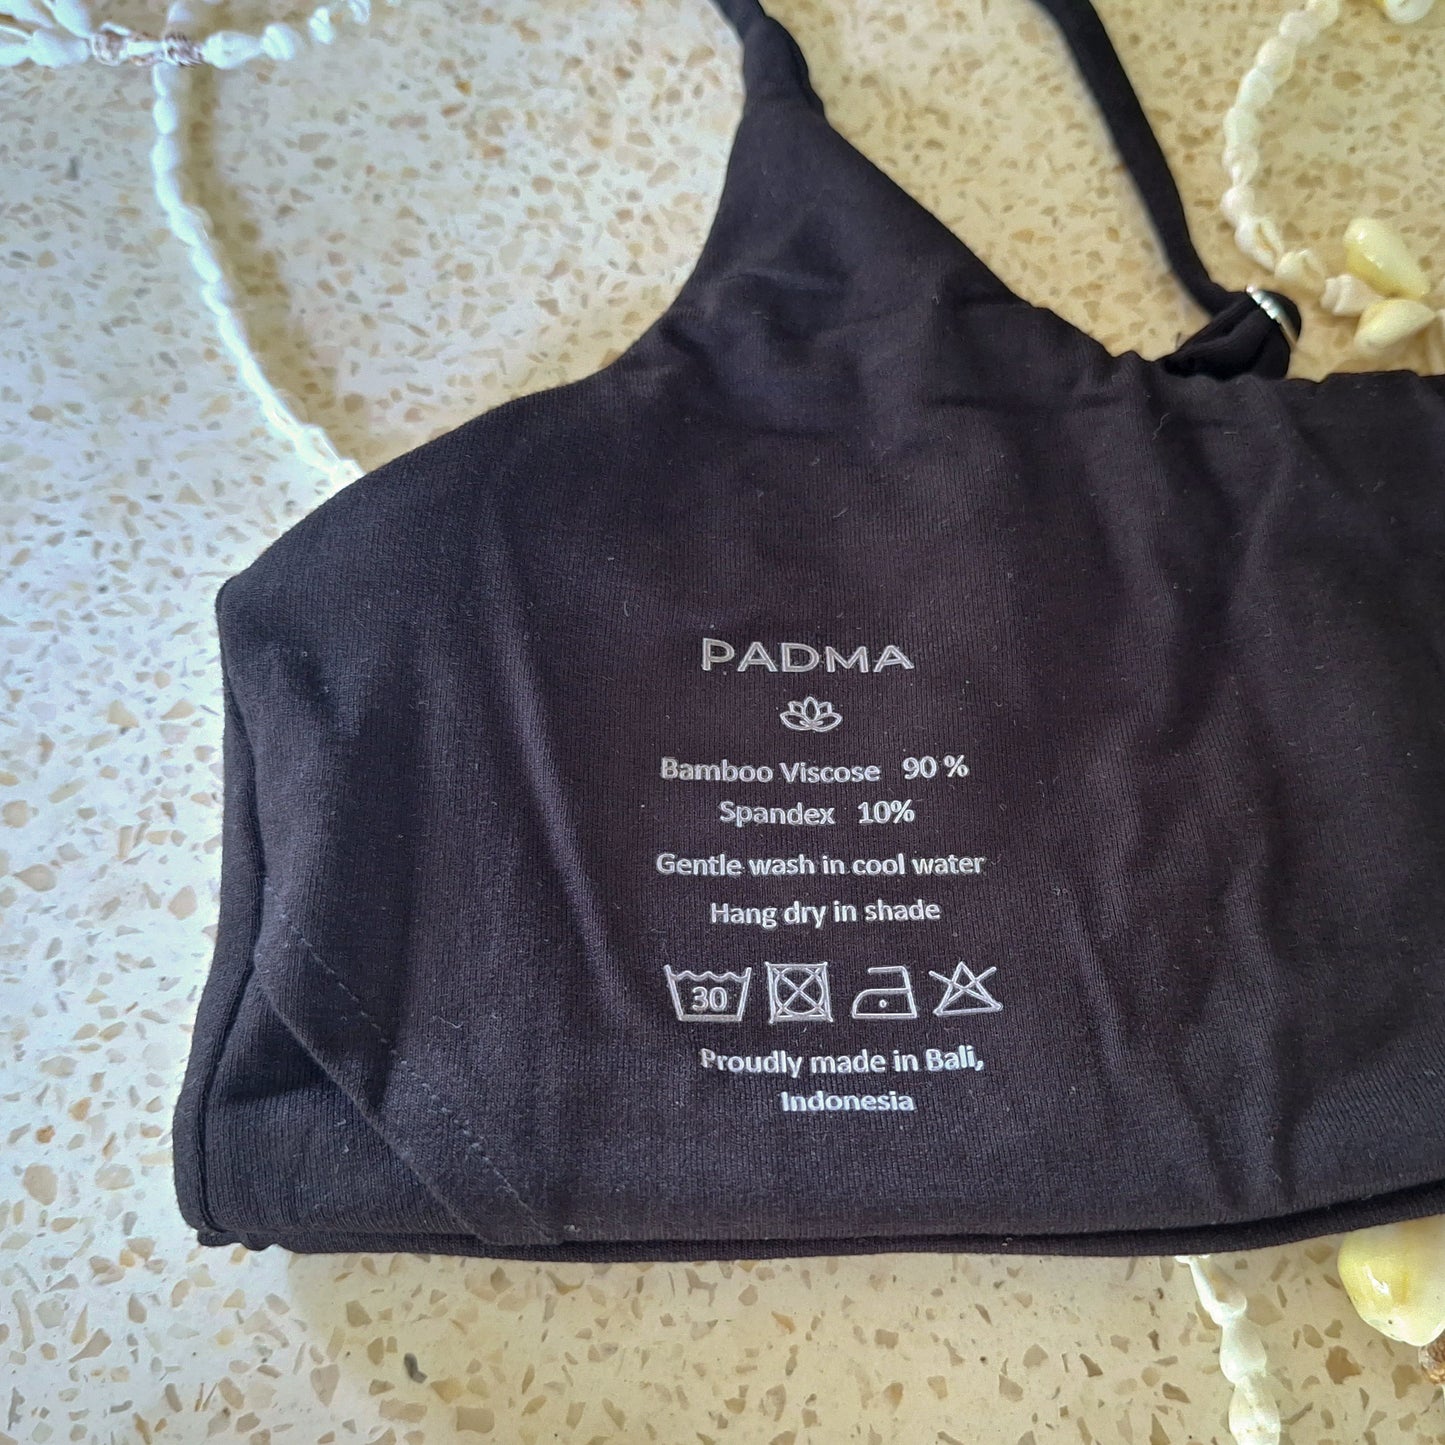 PADMA
Bamboo Viscose 90 %
Spandex 10%
Gentle wash in cool water
Hang dry in shade
30
Proudly made in Bali,
Indonesia